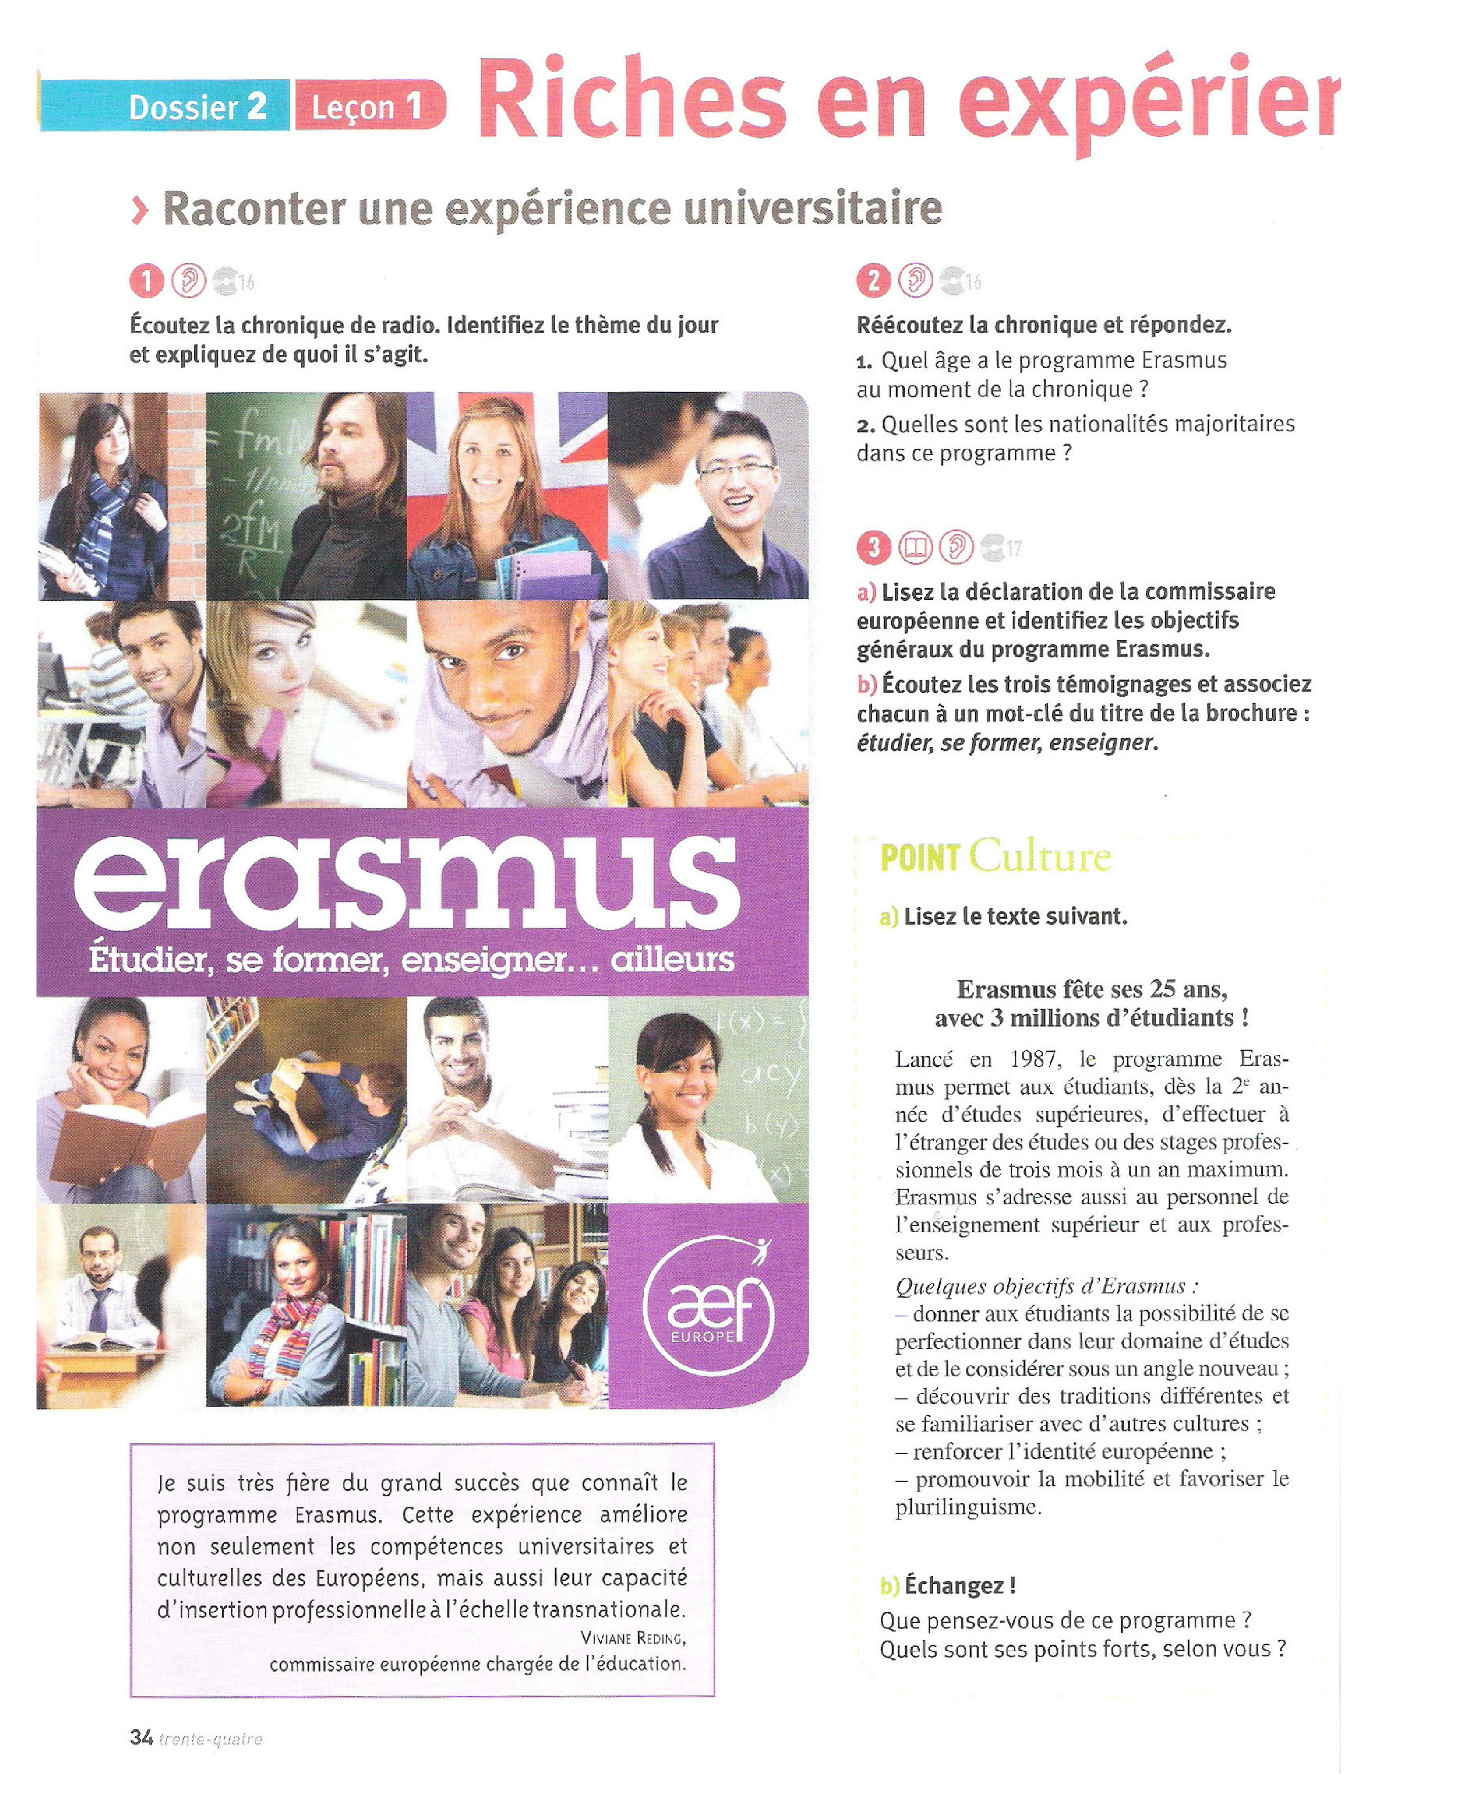 Dossier 2 Leçon 1 Riches en expérier
› Raconter une expérience universitaire
1 16
Écoutez la chronique de radio. Identifiez le thème du jour
et expliquez de quoi il s'agit.
erasmus
Étudier, se former, enseigner... ailleurs
æf
EUROPE
Je suis très fière du grand succès que connaît le
programme Erasmus. Cette expérience améliore
non seulement les compétences universitaires et
culturelles des Européens, mais aussi leur capacité
d'insertion professionnelle à l'échelle transnationale.
VIVIANE REDING,
commissaire européenne chargée de l'éducation.
2 16
Réécoutez la chronique et répondez.
1. Quel âge a le programme Erasmus
au moment de la chronique ?
2. Quelles sont les nationalités majoritaires
dans ce programme ?
3 17
a) Lisez la déclaration de la commissaire
européenne et identifiez les objectifs
généraux du programme Erasmus.
b) Écoutez les trois témoignages et associez
chacun à un mot-clé du titre de la brochure :
étudier, se former, enseigner.
POINT Culture
a) Lisez le texte suivant.
Erasmus fête ses 25 ans,
avec 3 millions d'étudiants !
Lancé en 1987, le programme Eras-
mus permet aux étudiants, dès la 2e an-
née d'études supérieures, d'effectuer à
l'étranger des études ou des stages profes-
sionnels de trois mois à un an maximum.
Erasmus s'adresse aussi au personnel de
l'enseignement supérieur et aux profes-
seurs.
Quelques objectifs d'Erasmus :
– donner aux étudiants la possibilité de se
perfectionner dans leur domaine d'études
et de le considérer sous un angle nouveau ;
– découvrir des traditions différentes et
se familiariser avec d'autres cultures ;
– renforcer l'identité européenne ;
– promouvoir la mobilité et favoriser le
plurilinguisme.
b) Échangez !
Que pensez-vous de ce programme ?
Quels sont ses points forts, selon vous ?
34 trente-quatre